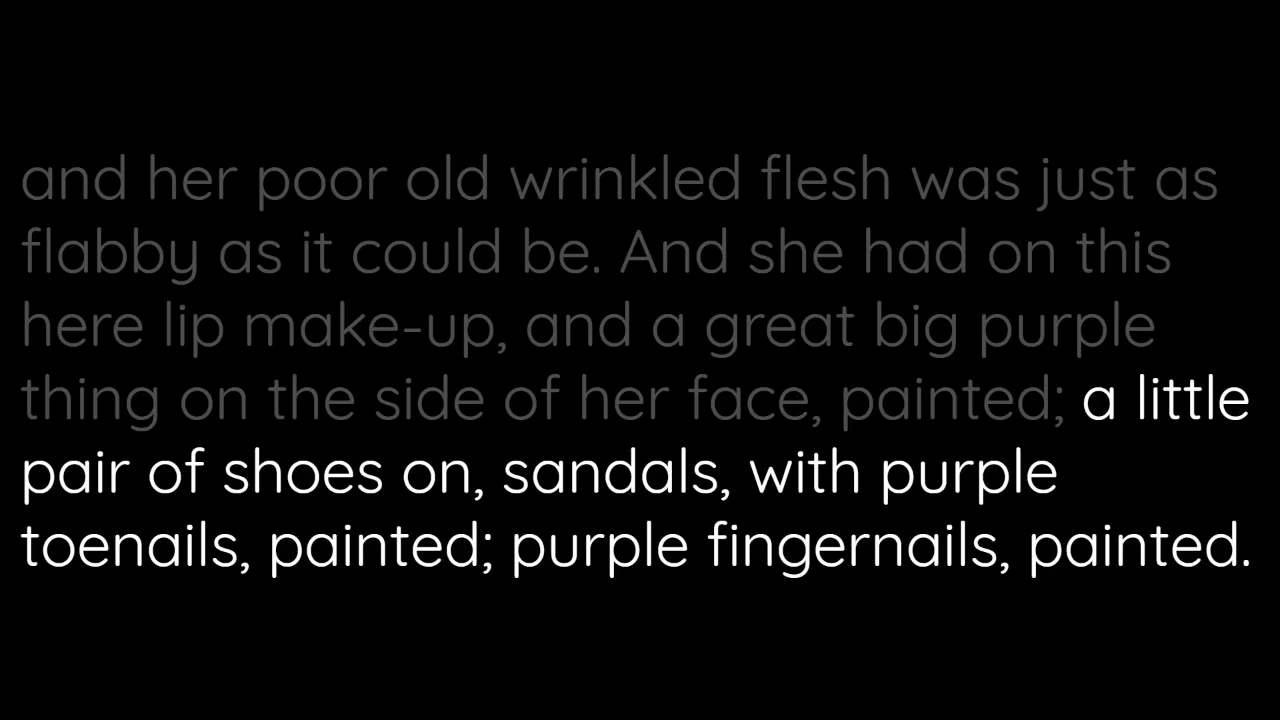 and her poor old wrinkled flesh was just as
flabby as it could be. And she had on this
here lip make-up, and a great big purple
thing on the side of her face, painted; a little
pair of shoes on, sandals, with purple
toenails, painted; purple fingernails, painted.